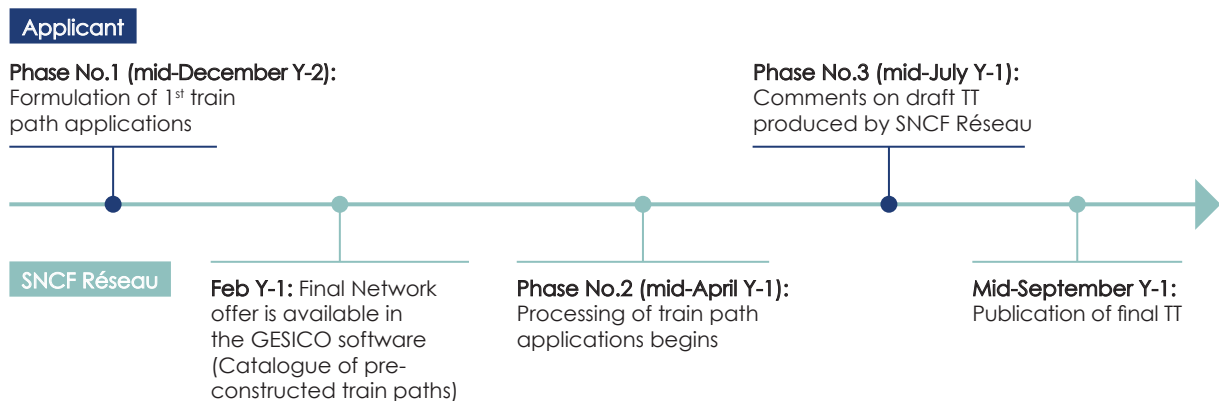 Applicant
Phase No.1 (mid-December Y-2):
Formulation of 1st train
path applications
Phase No.3 (mid-July Y-1):
Comments on draft TT
produced by SNCF Réseau
SNCF Réseau
Feb Y-1: Final Network
offer is available in
the GESICO software
(Catalogue of pre-
constructed train paths)
Phase No.2 (mid-April Y-1):
Processing of train path
applications begins
Mid-September Y-1:
Publication of final TT